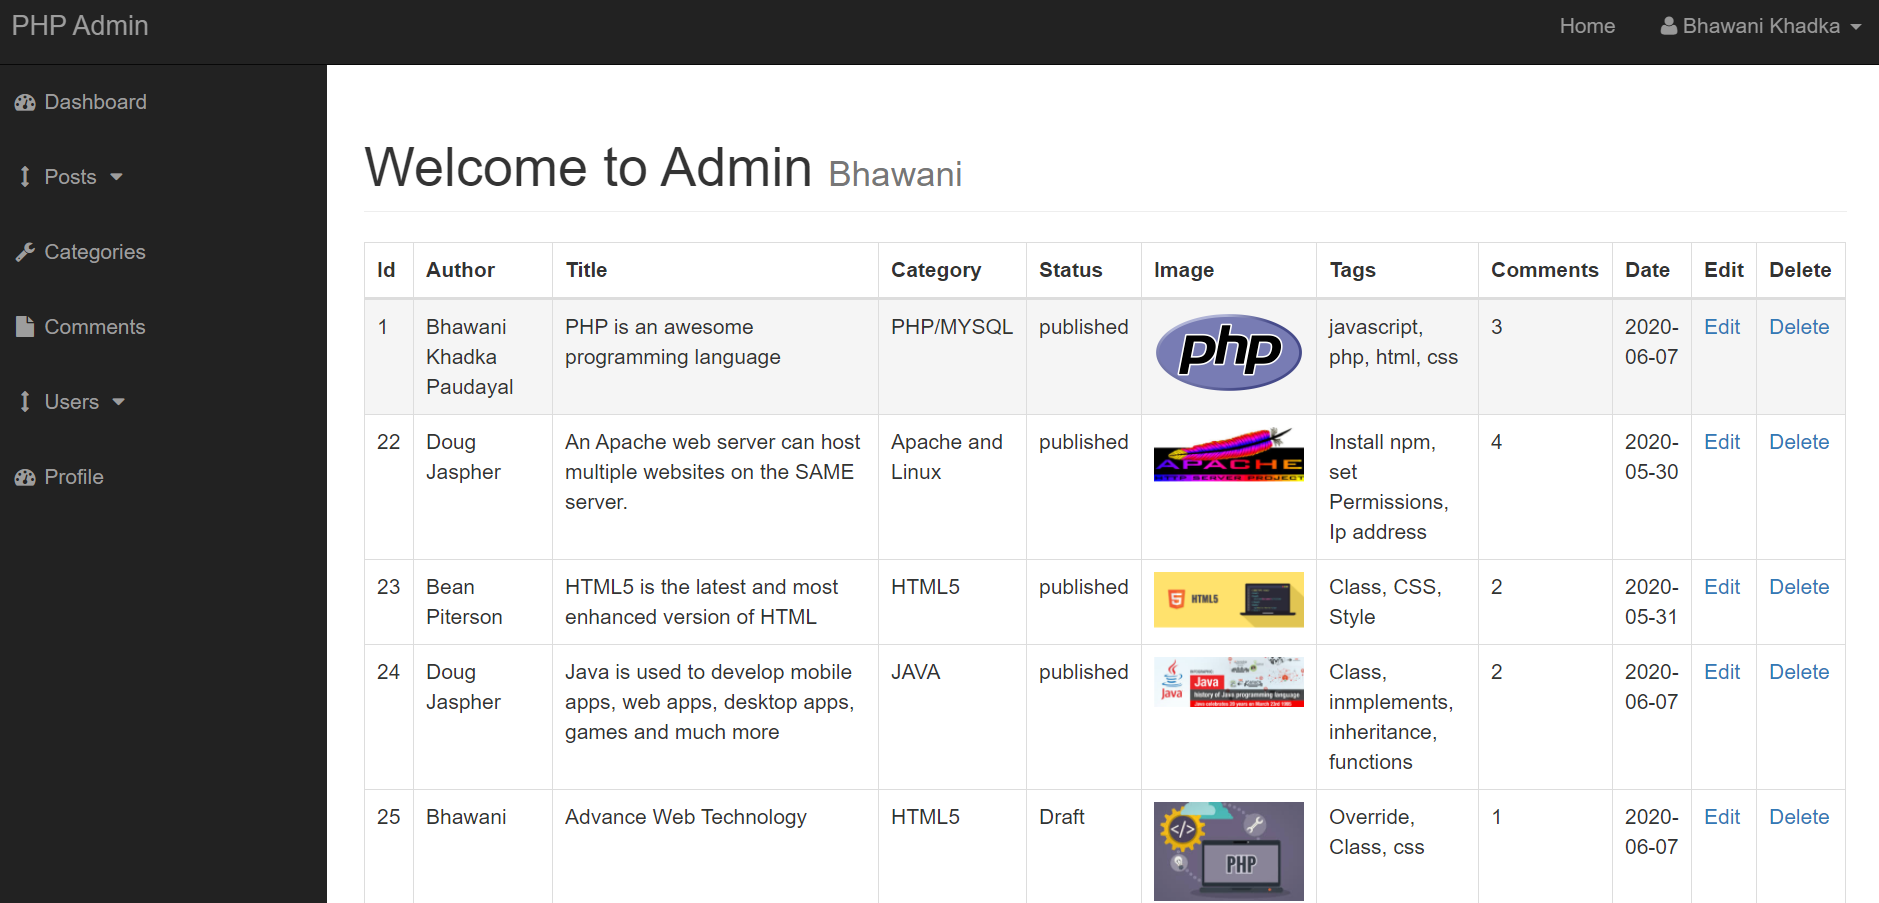 PHP Admin
Home
Bhawani Khadka
Dashboard
Posts
Categories
Comments
Users
Profile
Welcome to Admin Bhawani
Id Author Title Category Status Image Tags Comments Date Edit Delete
1 Bhawani PHP is an awesome PHP/MYSQL published javascript, 3 2020- Edit Delete
Khadka programming language php, html, css 06-07
Paudayal
php
22 Doug An Apache web server can host Apache and published Install npm, 4 2020- Edit Delete
Jaspher multiple websites on the SAME Linux set 05-30
server. Permissions,
Ip address
APACHE
HTTP SERVER PROJECT
23 Bean HTML5 is the latest and most HTML5 published Class, CSS, 2 2020- Edit Delete
Piterson enhanced version of HTML Style 05-31
5 HTML5
24 Doug Java is used to develop mobile JAVA published Class, 2 2020- Edit Delete
Jaspher apps, web apps, desktop apps, inmplements, 06-07
games and much more inheritance,
functions
Java
Java
history of Java programming language
25 Bhawani Advance Web Technology HTML5 Draft Override, 1 2020- Edit Delete
Class, css 06-07
</>
PHP